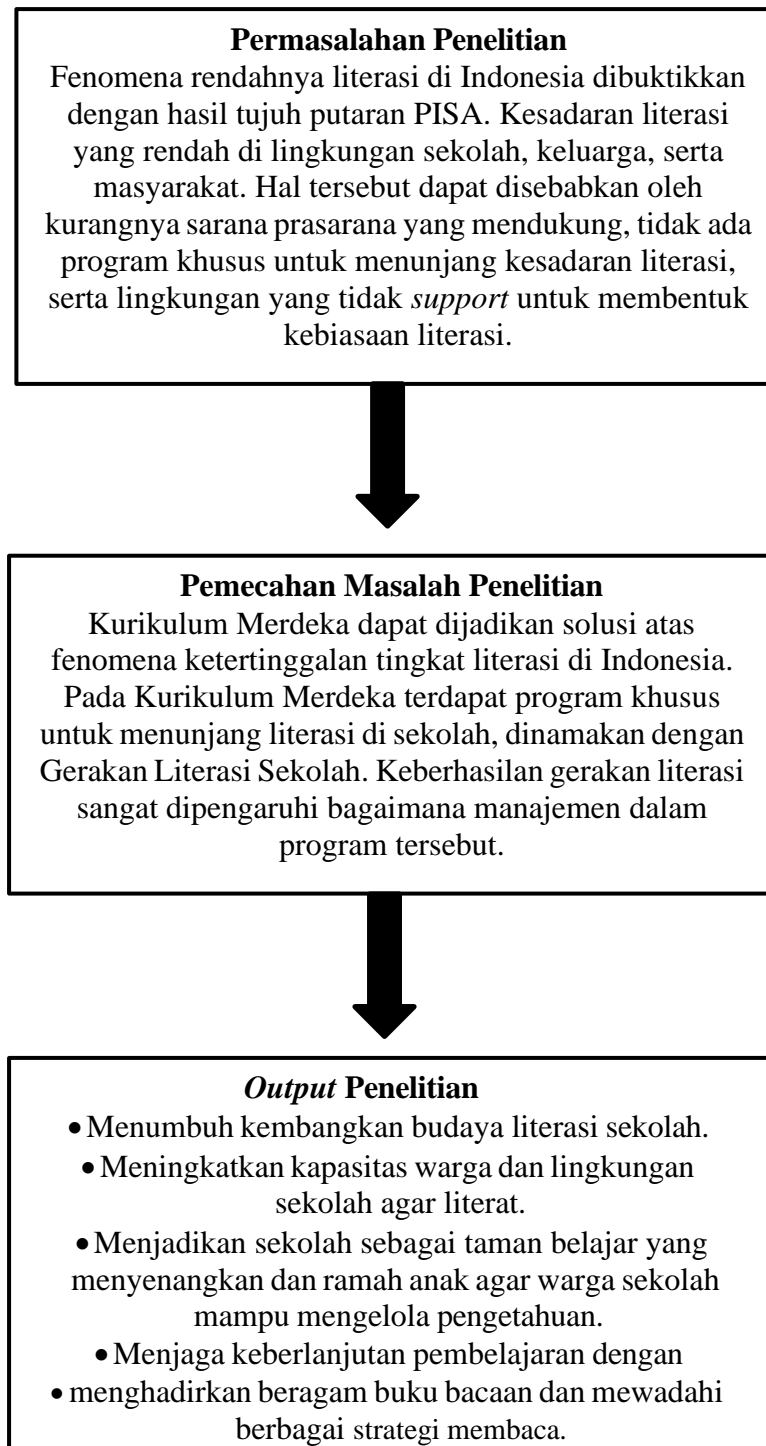 Permasalahan Penelitian
Fenomena rendahnya literasi di Indonesia dibuktikkan
dengan hasil tujuh putaran PISA. Kesadaran literasi
yang rendah di lingkungan sekolah, keluarga, serta
masyarakat. Hal tersebut dapat disebabkan oleh
kurangnya sarana prasarana yang mendukung, tidak ada
program khusus untuk menunjang kesadaran literasi,
serta lingkungan yang tidak support untuk membentuk
kebiasaan literasi.
Pemecahan Masalah Penelitian
Kurikulum Merdeka dapat dijadikan solusi atas
fenomena ketertinggalan tingkat literasi di Indonesia.
Pada Kurikulum Merdeka terdapat program khusus
untuk menunjang literasi di sekolah, dinamakan dengan
Gerakan Literasi Sekolah. Keberhasilan gerakan literasi
sangat dipengaruhi bagaimana manajemen dalam
program tersebut.
Output Penelitian
• Menumbuh kembangkan budaya literasi sekolah.
• Meningkatkan kapasitas warga dan lingkungan
sekolah agar literat.
• Menjadikan sekolah sebagai taman belajar yang
menyenangkan dan ramah anak agar warga sekolah
mampu mengelola pengetahuan.
• Menjaga keberlanjutan pembelajaran dengan
• menghadirkan beragam buku bacaan dan mewadahi
berbagai strategi membaca.